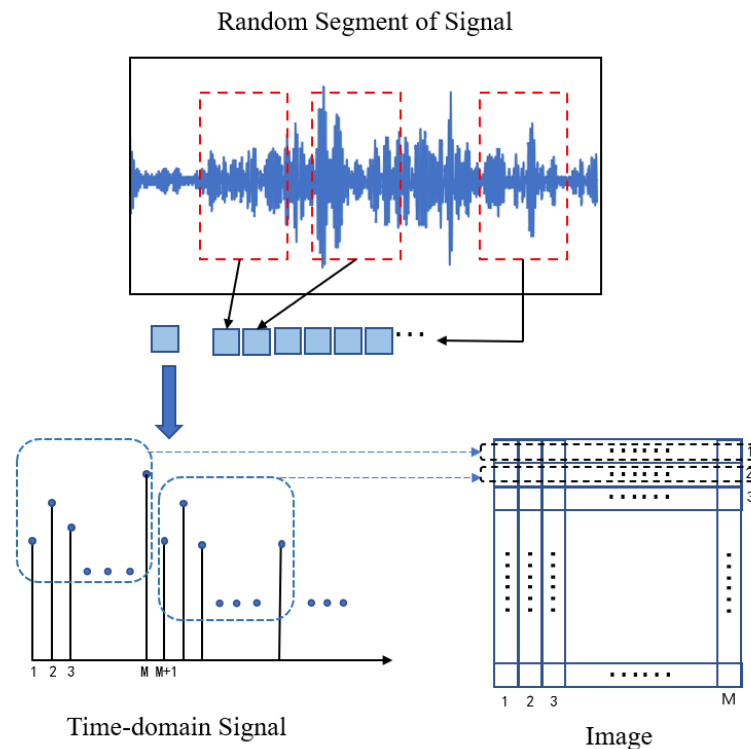 Random Segment of Signal
...
1
2
3
1 2 3 M M+1
1 2 3 M
Time-domain Signal
Image